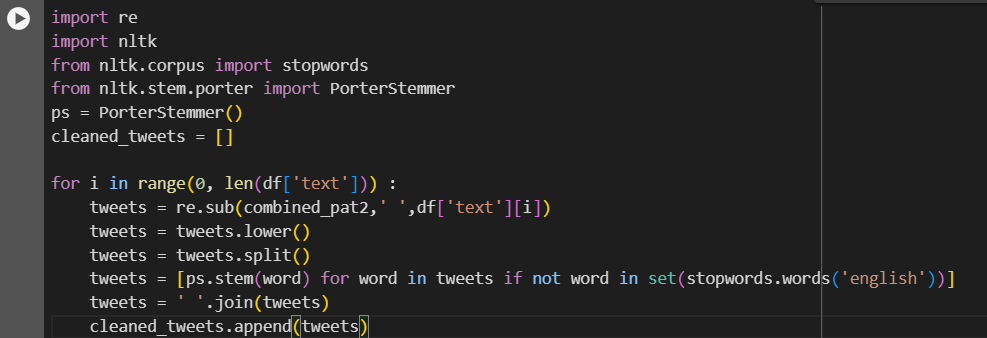 import re
import nltk
from nltk.corpus import stopwords
from nltk.stem.porter import PorterStemmer
ps = PorterStemmer()
cleaned_tweets = []

for i in range(0, len(df['text'])) :
    tweets = re.sub(combined_pat2,' ',df['text'][i])
    tweets = tweets.lower()
    tweets = tweets.split()
    tweets = [ps.stem(word) for word in tweets if not word in set(stopwords.words('english'))]
    tweets = ' '.join(tweets)
    cleaned_tweets.append(tweets)